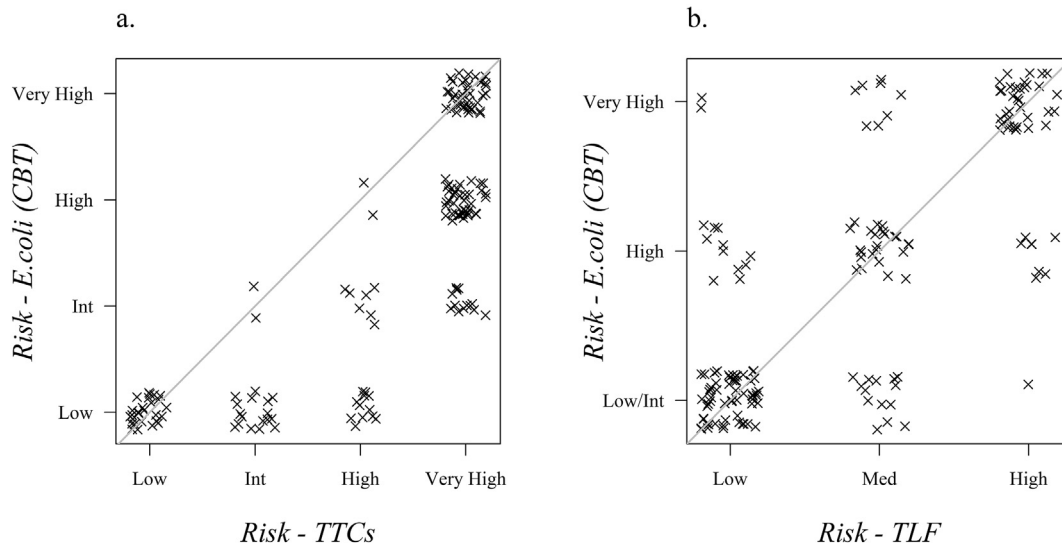 a.
Risk - E.coli (CBT)
Very High
High
Int
Low
Low Int High Very High
Risk - TTCs
b.
Risk - E.coli (CBT)
Very High
High
Low/Int
Low Med High
Risk - TLF